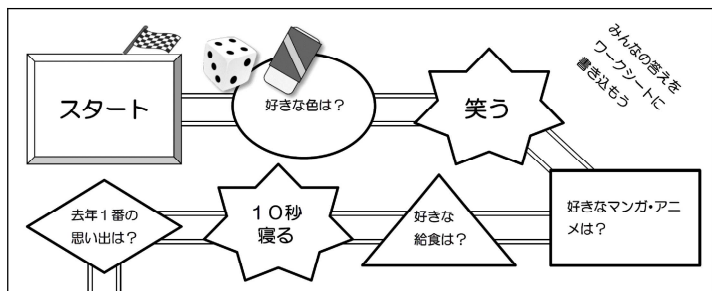 スタート
好きな色は？
笑う
みんなの答えを
ワークシートに
書き込もう
好きなマンガ・アニ
メは？
好きな
給食は？
１０秒
寝る
去年１番の
思い出は？